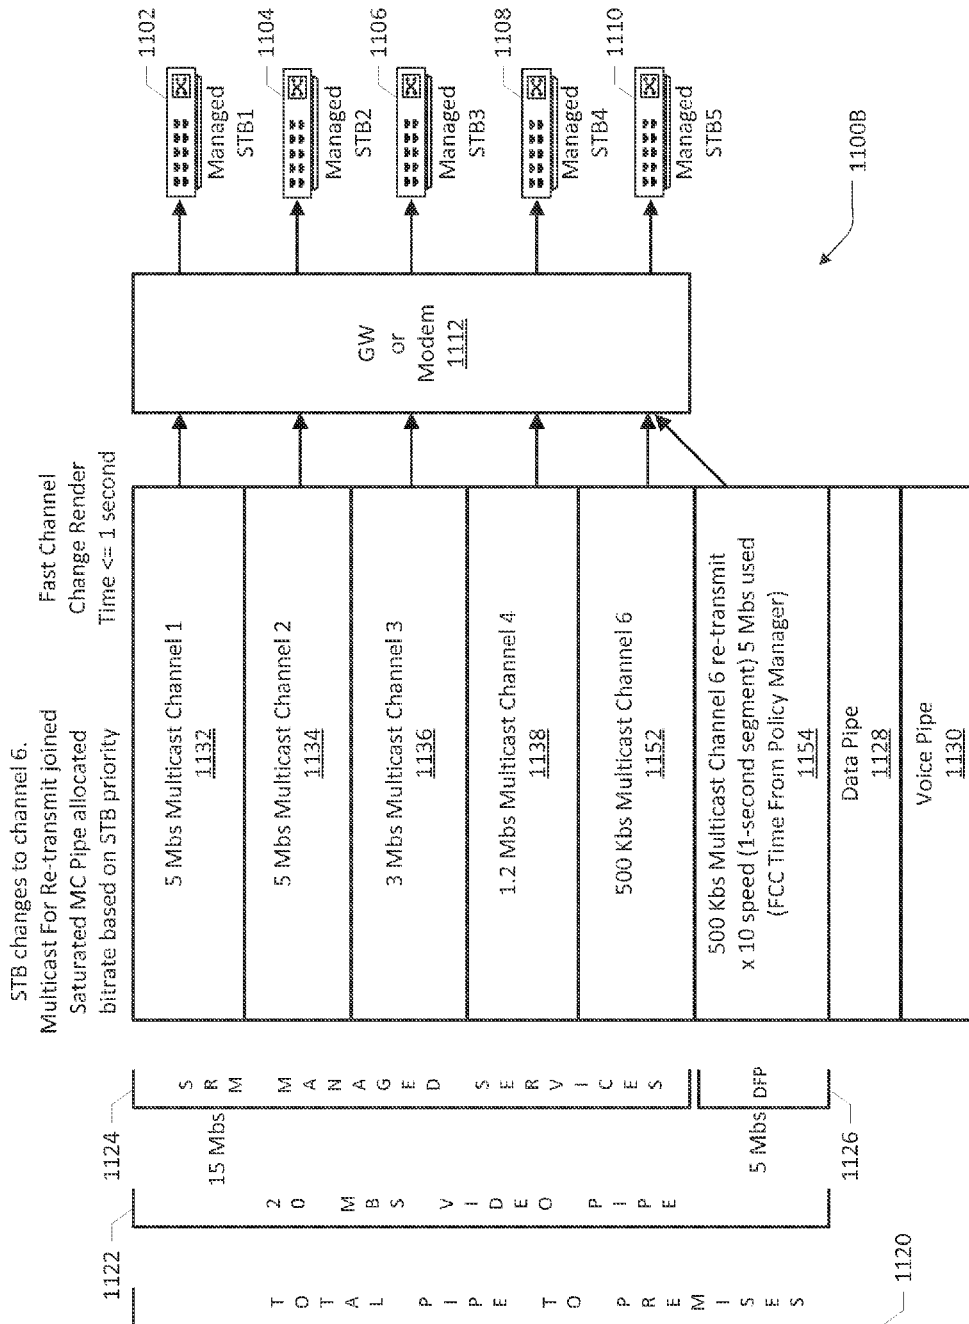 STB changes to channel 6.
Multicast For Re-transmit joined
Saturated MC Pipe allocated
bitrate based on STB priority
Fast Channel
Change Render
Time <= 1 second
1120
TOTAL PIPE TO PREMISES
1122
20 MBS VIDEO PIPE
1124
15 Mbs
SRM MANAGED SERVICES
1126
5 Mbs
DFP
5 Mbs Multicast Channel 1
1132
5 Mbs Multicast Channel 2
1134
3 Mbs Multicast Channel 3
1136
1.2 Mbs Multicast Channel 4
1138
500 Kbs Multicast Channel 6
1152
500 Kbs Multicast Channel 6 re-transmit
x 10 speed (1-second segment) 5 Mbs used
(FCC Time From Policy Manager)
1154
Data Pipe
1128
Voice Pipe
1130
GW
or
Modem
1112
1102
Managed
STB1
1104
Managed
STB2
1106
Managed
STB3
1108
Managed
STB4
1110
Managed
STB5
1100B